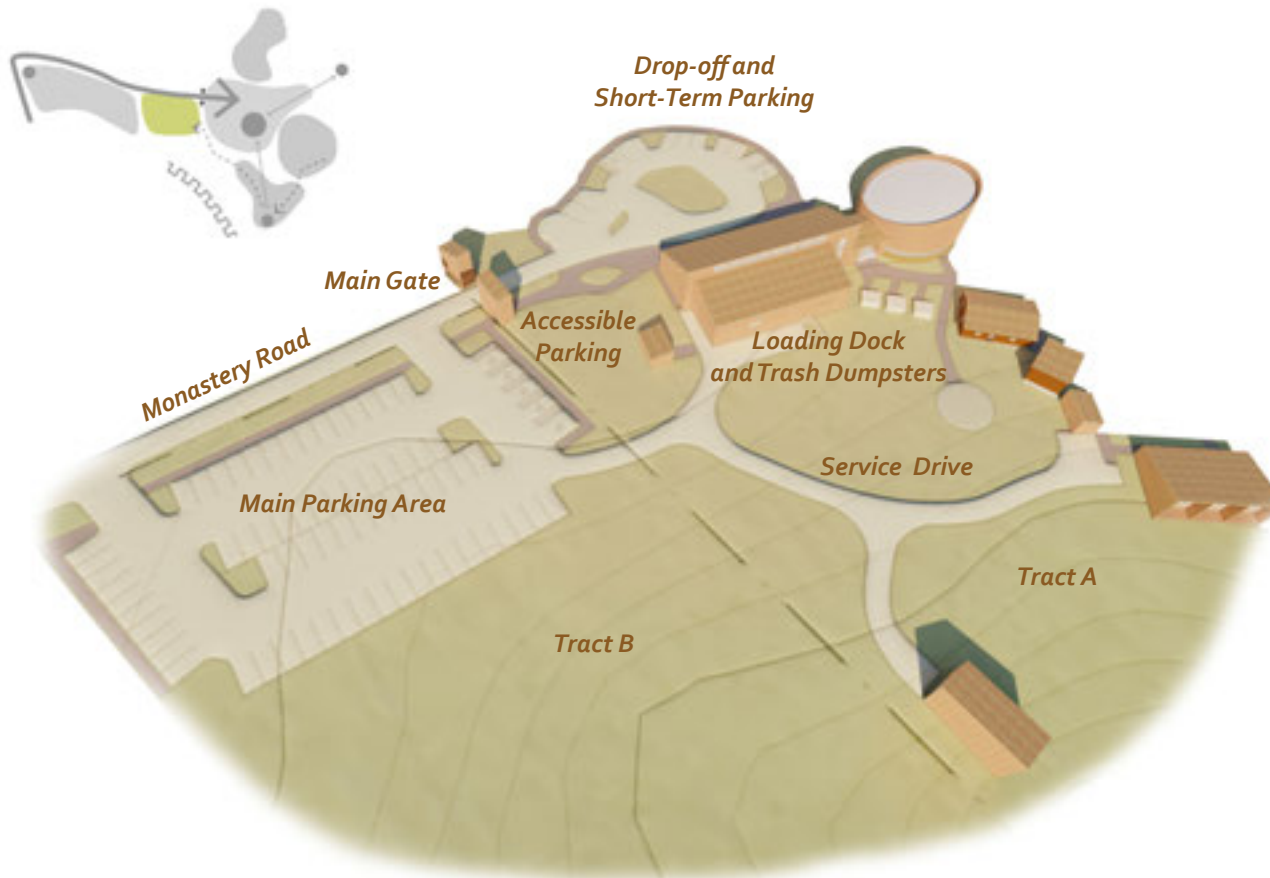 Drop-off and
Short-Term Parking
Main Gate
Accessible
Parking
Loading Dock
and Trash Dumpsters
Monastery Road
Service Drive
Main Parking Area
Tract A
Tract B